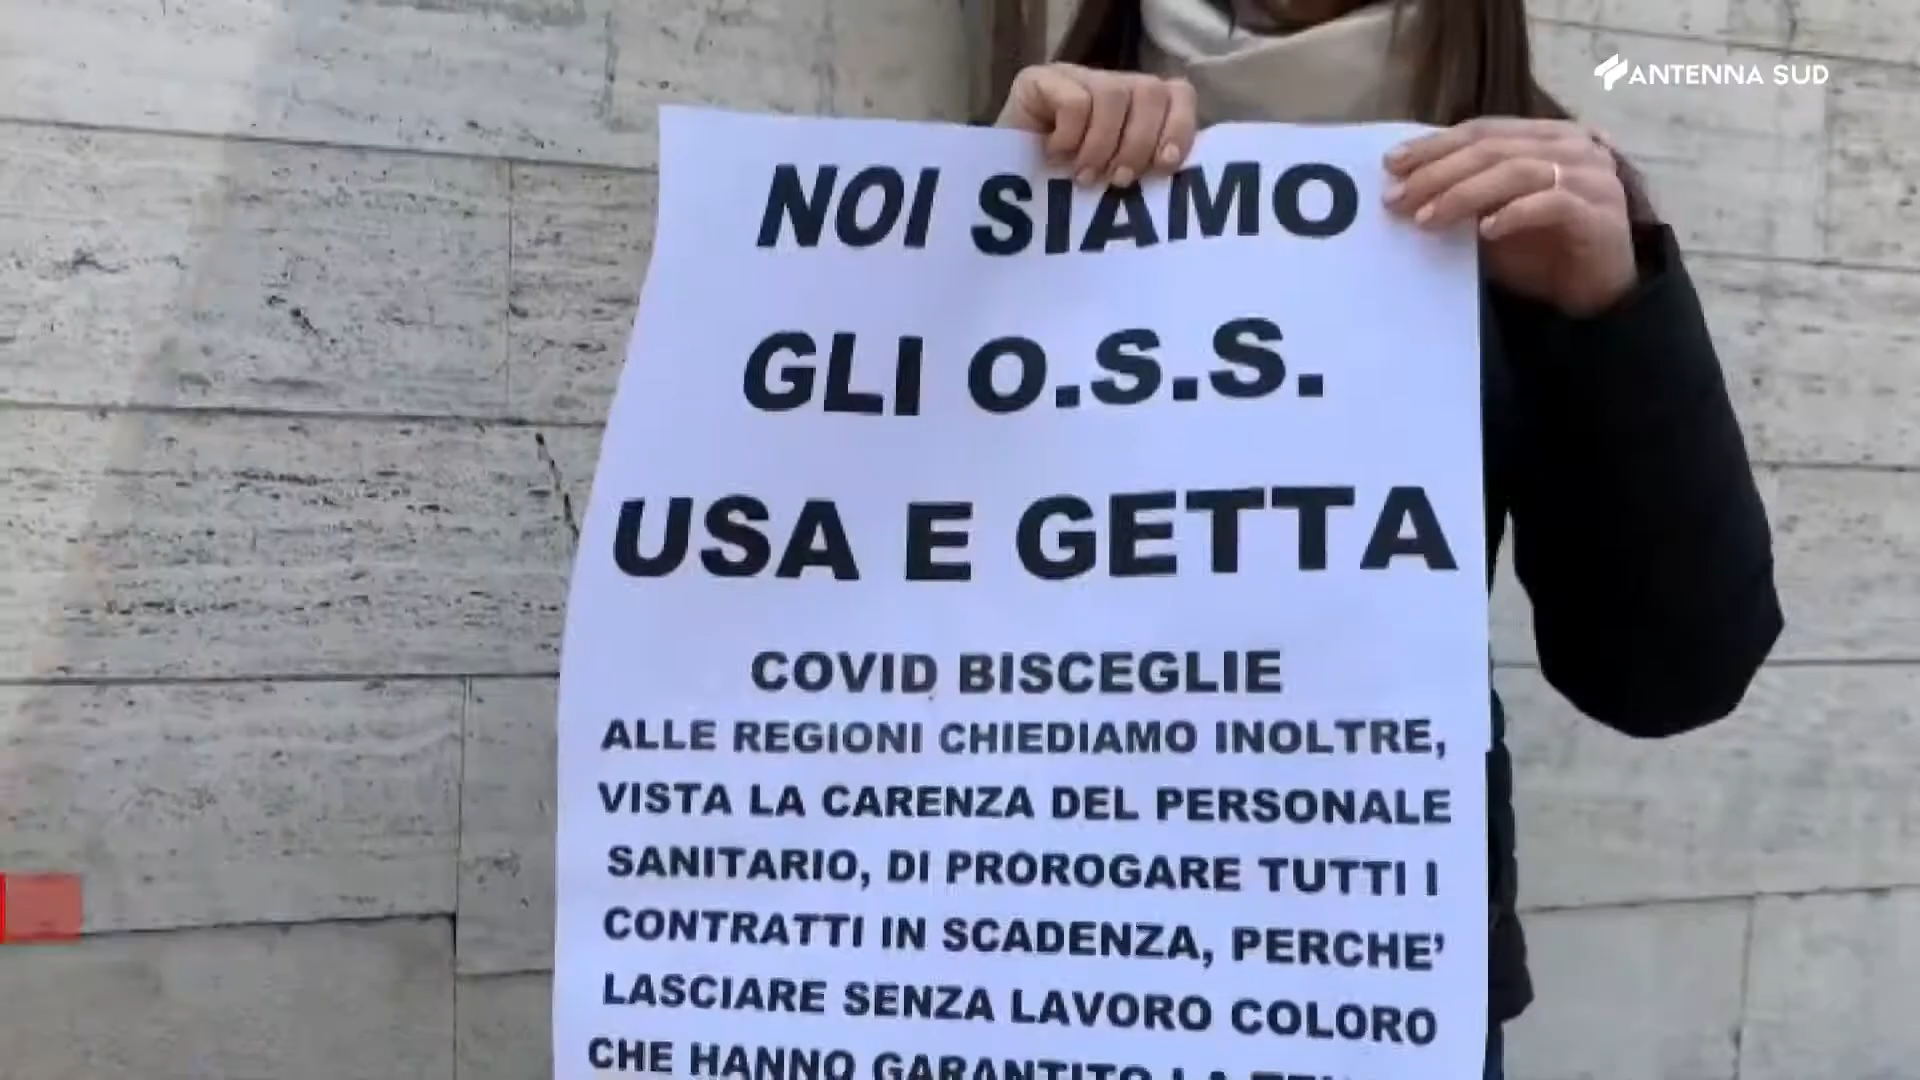 ANTENNA SUD
NOI SIAMO
GLI O.S.S.
USA E GETTA
COVID BISCEGLIE
ALLE REGIONI CHIEDIAMO INOLTRE,
VISTA LA CARENZA DEL PERSONALE
SANITARIO, DI PROROGARE TUTTI I
CONTRATTI IN SCADENZA, PERCHE'
LASCIARE SENZA LAVORO COLORO
CHE HANNO GARANTITO LA